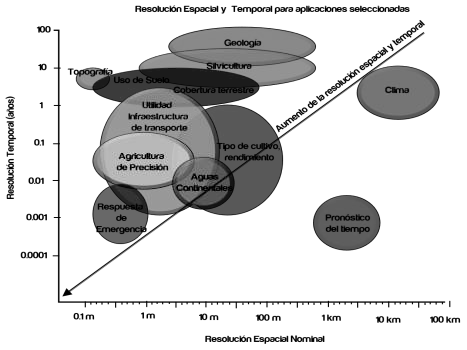 Resolución Espacial y Temporal para aplicaciones seleccionadas
100
10
1
0.1
0.01
0.001
0.0001
Resolución Temporal (años)
Geología
Silvicultura
Topografía
Uso de Suelo
Cobertura terrestre
Clima
Aumento de la resolución espacial y temporal
Utilidad
Infraestructura
de transporte
Tipo de cultivo,
rendimiento
Agricultura
de Precisión
Aguas
Continentales
Respuesta
de
Emergencia
Pronóstico
del tiempo
0.1 m
1 m
10 m
100 m
1 km
10 km
100 km
Resolución Espacial Nominal